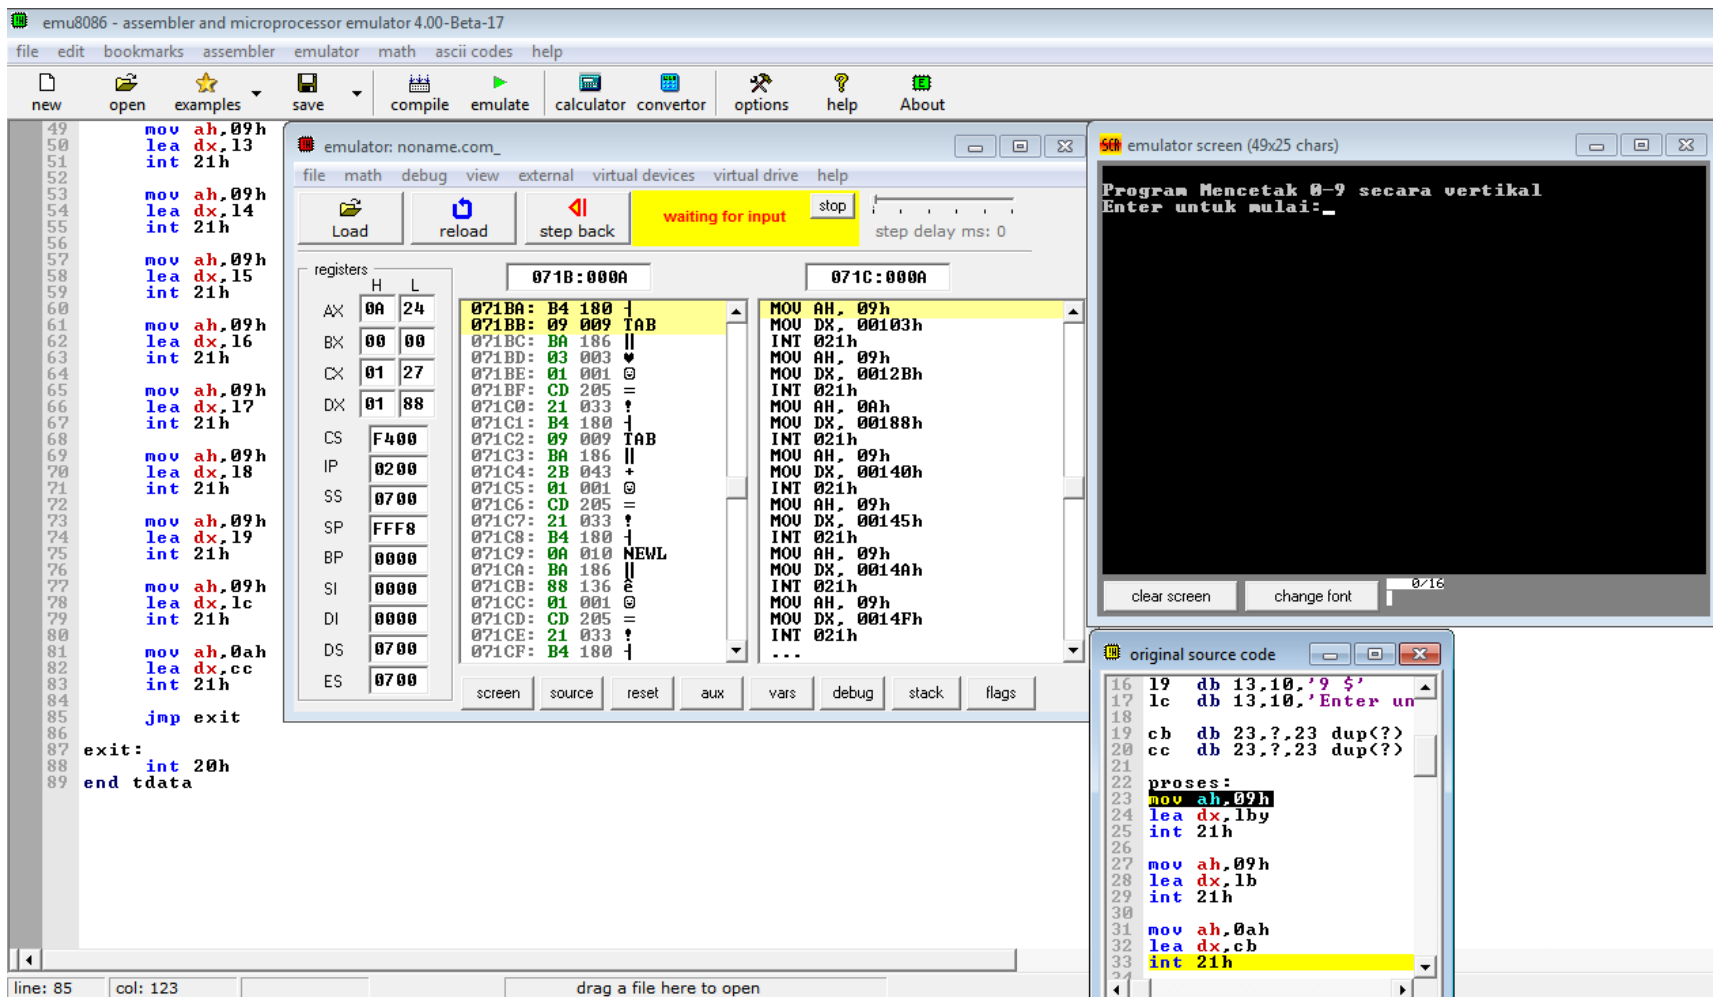 emu8086 - assembler and microprocessor emulator 4.00-Beta-17
file edit bookmarks assembler emulator math ascii codes help
new open examples save compile emulate calculator convertor options help About
49 mov ah,09h
50 lea dx,l3
51 int 21h
52
53 mov ah,09h
54 lea dx,l4
55 int 21h
56
57 mov ah,09h
58 lea dx,l5
59 int 21h
60
61 mov ah,09h
62 lea dx,l6
63 int 21h
64
65 mov ah,09h
66 lea dx,l7
67 int 21h
68
69 mov ah,09h
70 lea dx,l8
71 int 21h
72
73 mov ah,09h
74 lea dx,l9
75 int 21h
76
77 mov ah,09h
78 lea dx,lc
79 int 21h
80
81 mov ah,0ah
82 lea dx,cc
83 int 21h
84
85 jmp exit
86
87 exit:
88 int 20h
89 end tdata
line: 85 col: 123 drag a file here to open
emulator: noname.com_
file math debug view external virtual devices virtual drive help
Load reload step back waiting for input stop step delay ms: 0
registers 071B:000A 071C:000A
H L
AX 0A 24
BX 00 00
CX 01 27
DX 01 88
CS F400
IP 0200
SS 0700
SP FFF8
BP 0000
SI 0000
DI 0000
DS 0700
ES 0700
071BA: B4 180 ┤
071BB: 09 009 TAB
071BC: BA 186 ║
071BD: 03 003 ♥
071BE: 01 001 ☺
071BF: CD 205 =
071C0: 21 033 !
071C1: B4 180 ┤
071C2: 09 009 TAB
071C3: BA 186 ║
071C4: 2B 043 +
071C5: 01 001 ☺
071C6: CD 205 =
071C7: 21 033 !
071C8: B4 180 ┤
071C9: 0A 010 NEWL
071CA: BA 186 ║
071CB: 88 136 ê
071CC: 01 001 ☺
071CD: CD 205 =
071CE: 21 033 !
071CF: B4 180 ┤
MOV AH, 09h
MOV DX, 00103h
INT 021h
MOV AH, 09h
MOV DX, 0012Bh
INT 021h
MOV AH, 0Ah
MOV DX, 00188h
INT 021h
MOV AH, 09h
MOV DX, 00140h
INT 021h
MOV AH, 09h
MOV DX, 00145h
INT 021h
MOV AH, 09h
MOV DX, 0014Ah
INT 021h
MOV AH, 09h
MOV DX, 0014Fh
INT 021h
...
screen source reset aux vars debug stack flags
SCR emulator screen (49x25 chars)
Program Mencetak 0-9 secara vertikal
Enter untuk mulai:_
clear screen change font 0/16
original source code
16 l9 db 13,10,'9 $'
17 lc db 13,10,'Enter un
18
19 cb db 23,?,23 dup(?)
20 cc db 23,?,23 dup(?)
21
22 proses:
23 mov ah,09h
24 lea dx,lby
25 int 21h
26
27 mov ah,09h
28 lea dx,lb
29 int 21h
30
31 mov ah,0ah
32 lea dx,cb
33 int 21h